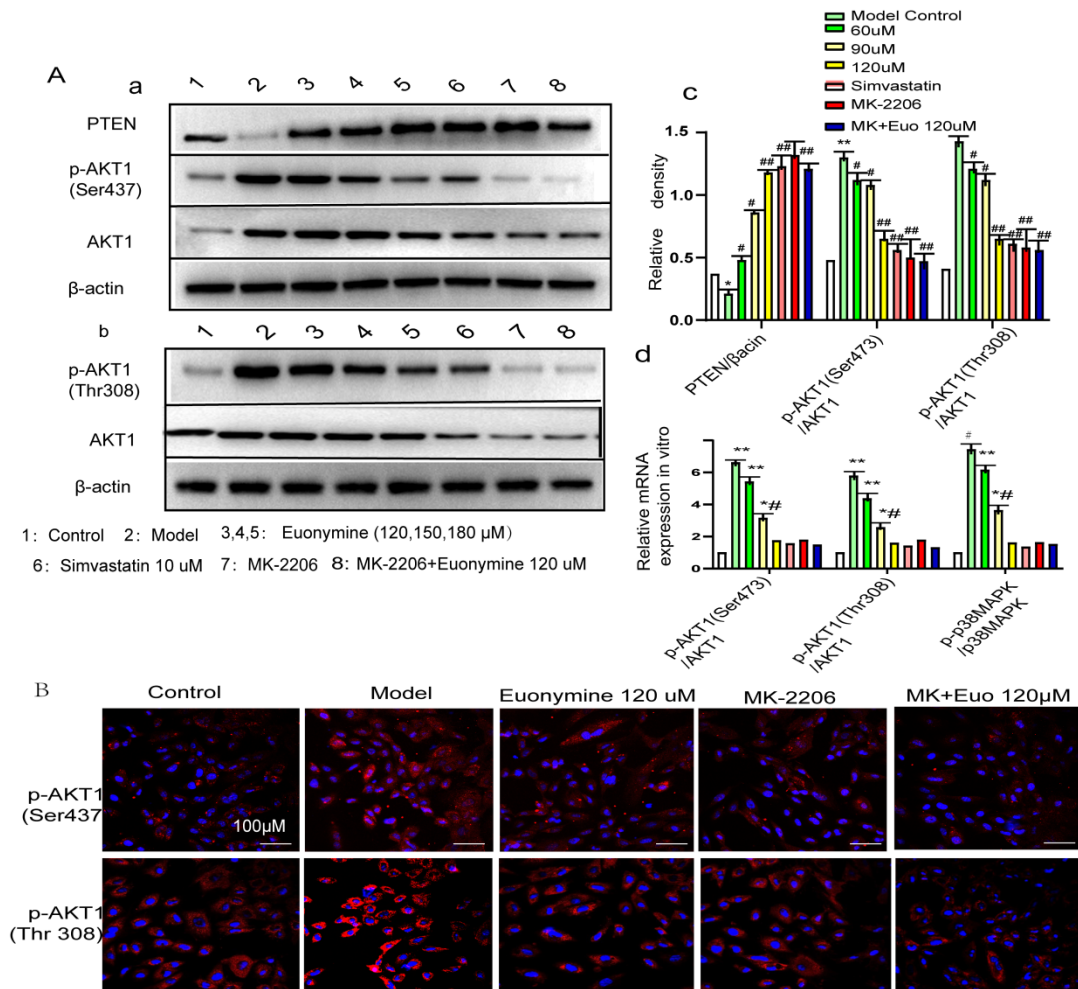 A
a
1 2 3 4 5 6 7 8
PTEN
p-AKT1
(Ser437)
AKT1
β-actin
b
1 2 3 4 5 6 7 8
p-AKT1
(Thr308)
AKT1
β-actin
1: Control 2: Model 3,4,5: Euonymine (120,150,180 μM)
6: Simvastatin 10 uM 7: MK-2206 8: MK-2206+Euonymine 120 uM
Model Control
60uM
90uM
120uM
Simvastatin
MK-2206
MK+Euo 120uM
c
Relative density
1.5
1.0
0.5
0.0
* # # ## ## ##
** # # ## ## ## ##
# # ## ## ## ##
PTEN/βacin
p-AKT1(Ser473)
/AKT1
p-AKT1(Thr308)
/AKT1
d
Relative mRNA
expression in vitro
6
4
2
0
** ** *#
** ** *#
# ** *#
p-AKT1(Ser473)
/AKT1
p-AKT1(Thr308)
/AKT1
p-p38MAPK
/p38MAPK
B
Control Model Euonymine 120 uM MK-2206 MK+Euo 120μM
p-AKT1
(Ser437
100μM
p-AKT1
(Thr 308)